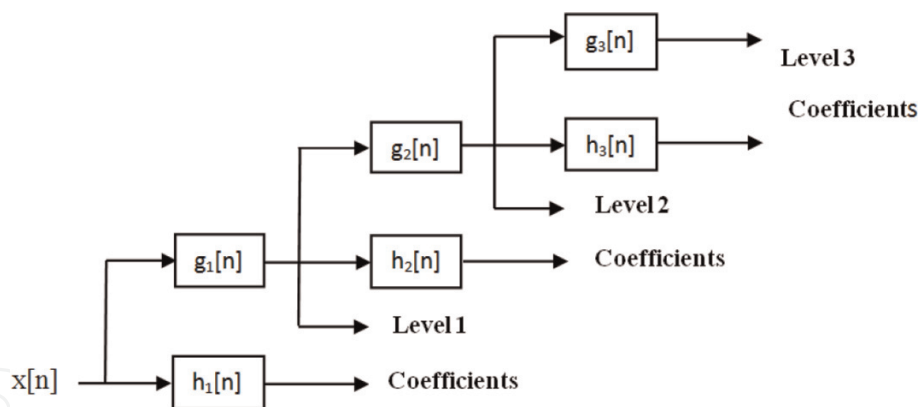 g₃[n]
Level 3
Coefficients
g₂[n]
h₃[n]
Level 2
g₁[n]
h₂[n]
Coefficients
Level 1
x[n]
h₁[n]
Coefficients